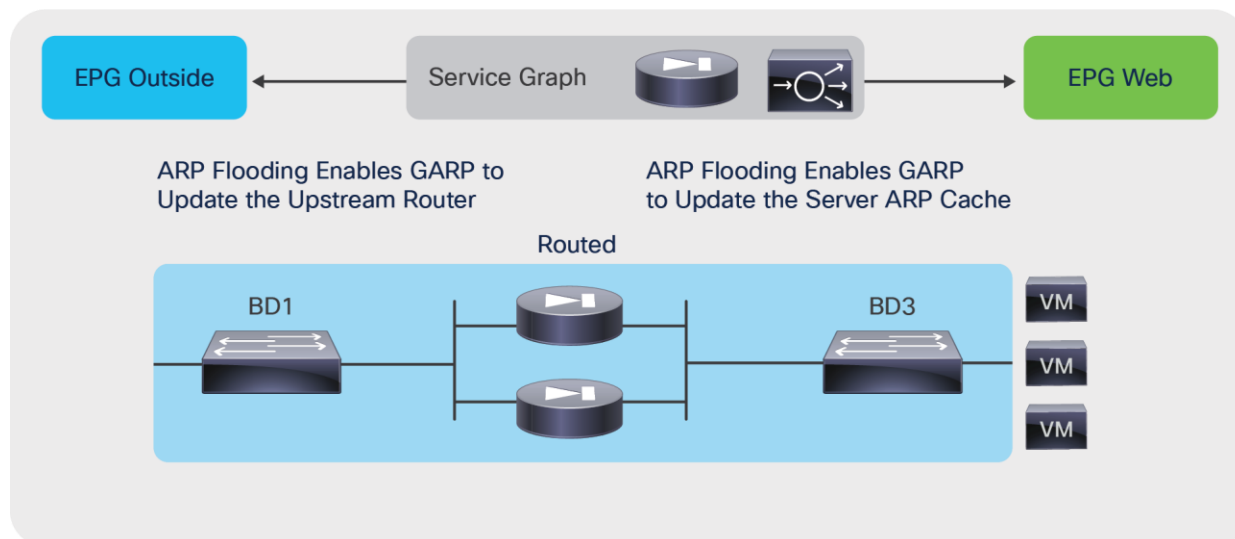 EPG Outside
Service Graph
EPG Web
ARP Flooding Enables GARP to
Update the Upstream Router
ARP Flooding Enables GARP
to Update the Server ARP Cache
Routed
BD1
BD3
VM
VM
VM